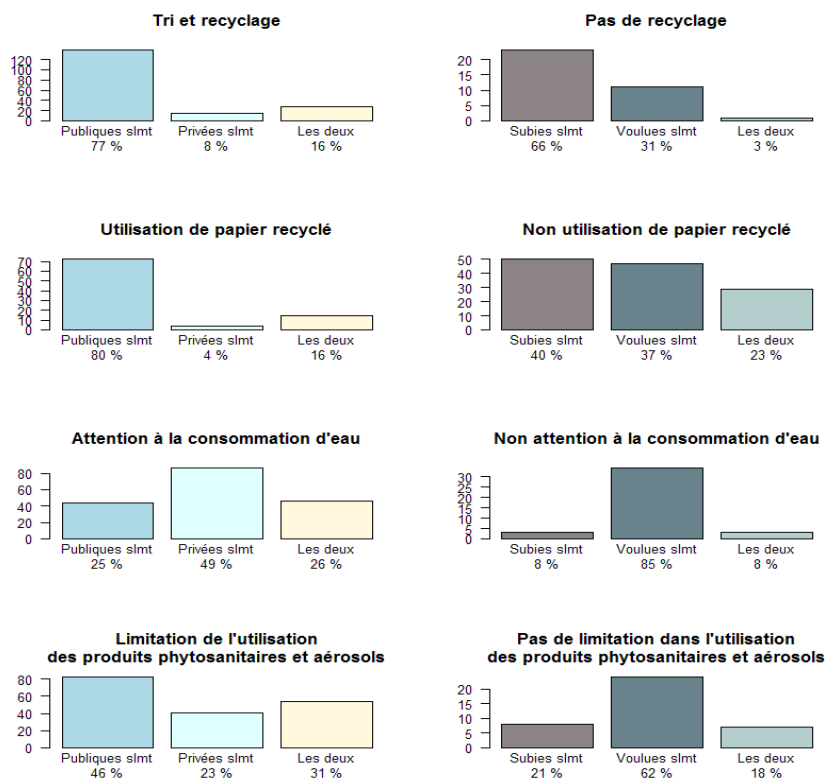 Tri et recyclage
120
100
80
60
40
20
0
Publiques slmt
Privées slmt
Les deux
77 %
8 %
16 %
Pas de recyclage
20
15
10
5
0
Subies slmt
Voulues slmt
Les deux
66 %
31 %
3 %
Utilisation de papier recyclé
70
60
50
40
30
20
10
0
Publiques slmt
Privées slmt
Les deux
80 %
4 %
16 %
Non utilisation de papier recyclé
50
40
30
20
10
0
Subies slmt
Voulues slmt
Les deux
40 %
37 %
23 %
Attention à la consommation d'eau
80
60
40
20
0
Publiques slmt
Privées slmt
Les deux
25 %
49 %
26 %
Non attention à la consommation d'eau
30
25
20
15
10
5
0
Subies slmt
Voulues slmt
Les deux
8 %
85 %
8 %
Limitation de l'utilisation
des produits phytosanitaires et aérosols
80
60
40
20
0
Publiques slmt
Privées slmt
Les deux
46 %
23 %
31 %
Pas de limitation dans l'utilisation
des produits phytosanitaires et aérosols
20
15
10
5
0
Subies slmt
Voulues slmt
Les deux
21 %
62 %
18 %